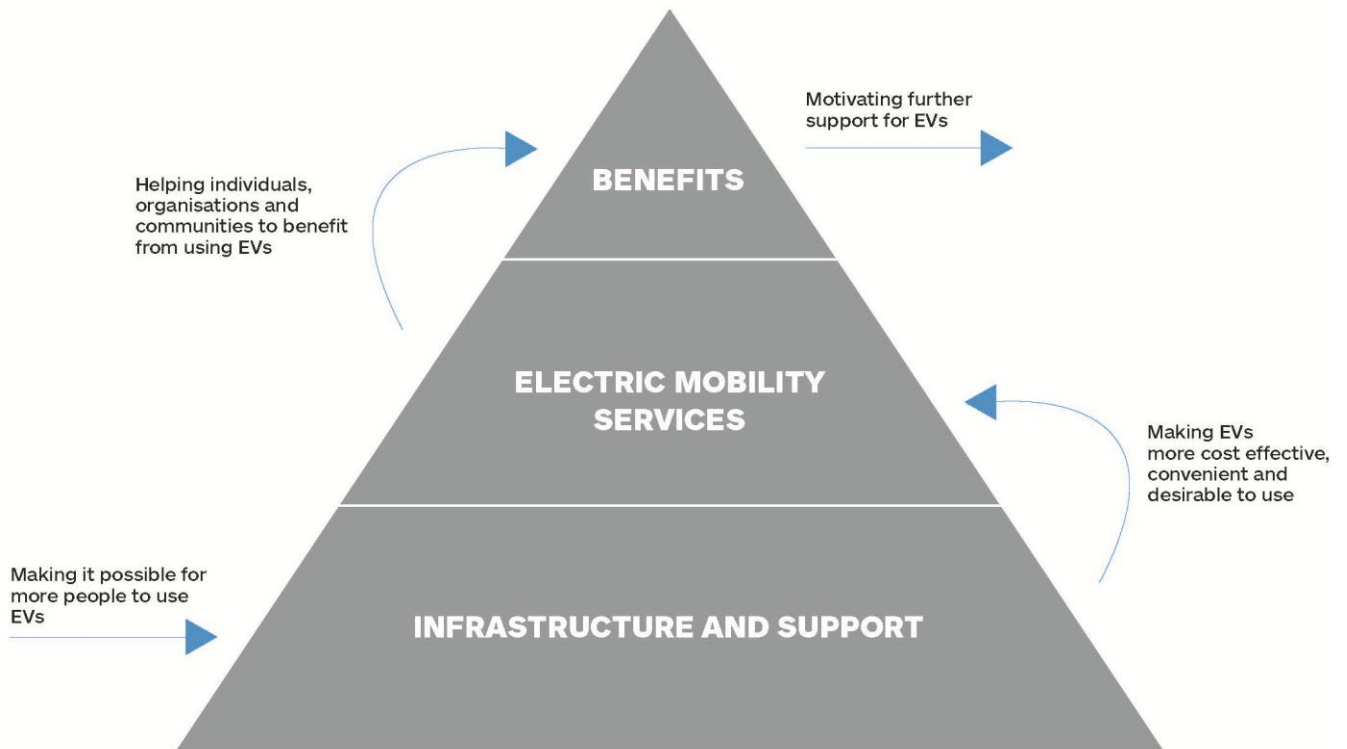 Motivating further
support for EVs
BENEFITS
Helping individuals,
organisations and
communities to benefit
from using EVs
ELECTRIC MOBILITY
SERVICES
Making EVs
more cost effective,
convenient and
desirable to use
Making it possible for
more people to use
EVs
INFRASTRUCTURE AND SUPPORT